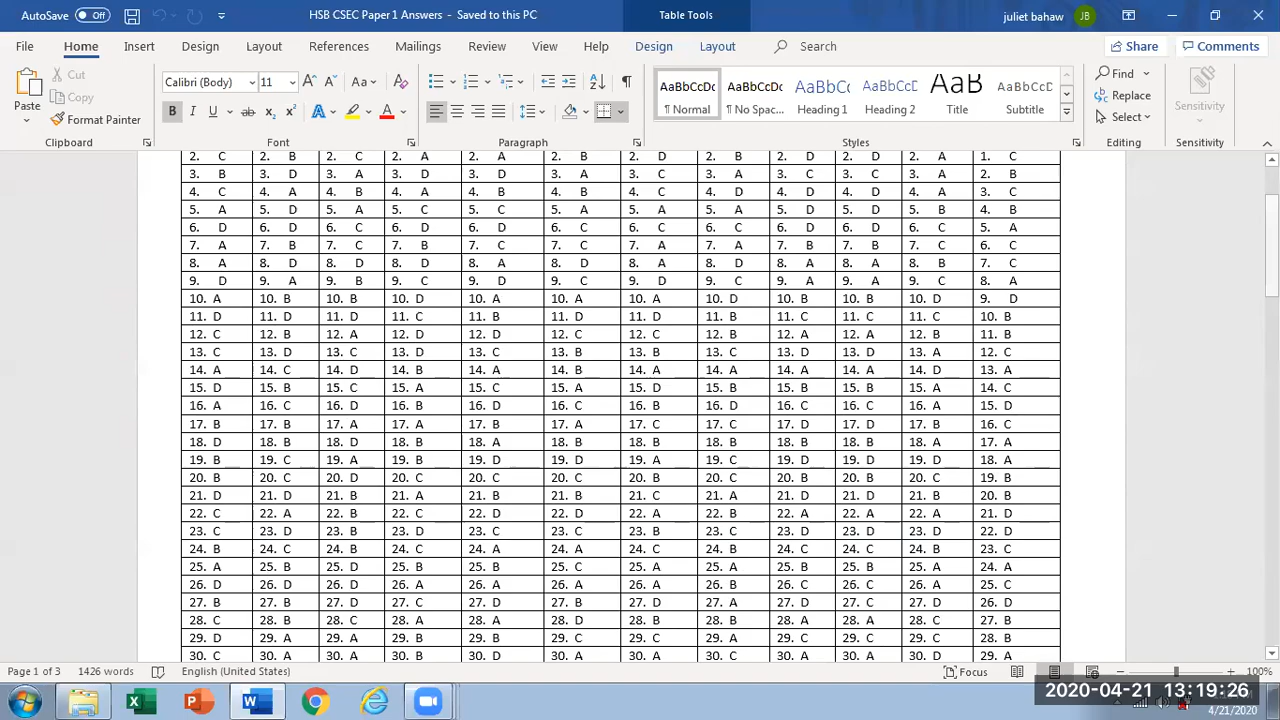 AutoSave Off HSB CSEC Paper 1 Answers - Saved to this PC Table Tools juliet bahaw JB
File Home Insert Design Layout References Mailings Review View Help Design Layout Search Share Comments
Calibri (Body) 11 Aa
Paste Cut Copy Format Painter
B I U ab x₂ x² A A
AaBbCcDc AaBbCcDc AaBbCc AaBbCcD AaB AaBbCcD
¶ Normal ¶ No Spac... Heading 1 Heading 2 Title Subtitle
Find Replace Select Sensitivity
Clipboard Font Paragraph Styles Editing Sensitivity
2. C 2. B 2. C 2. A 2. A 2. B 2. D 2. B 2. D 2. D 2. A 1. C
3. B 3. D 3. A 3. D 3. D 3. A 3. C 3. A 3. C 3. C 3. A 2. B
4. C 4. A 4. B 4. A 4. B 4. B 4. C 4. D 4. D 4. D 4. A 3. C
5. A 5. D 5. A 5. C 5. C 5. A 5. A 5. A 5. D 5. D 5. B 4. B
6. D 6. D 6. C 6. D 6. D 6. C 6. C 6. C 6. D 6. D 6. C 5. A
7. A 7. B 7. C 7. B 7. C 7. C 7. A 7. A 7. B 7. B 7. C 6. C
8. A 8. D 8. D 8. D 8. A 8. D 8. A 8. D 8. A 8. A 8. B 7. C
9. D 9. A 9. B 9. C 9. D 9. C 9. D 9. C 9. A 9. A 9. C 8. A
10. A 10. B 10. B 10. D 10. A 10. A 10. A 10. D 10. B 10. B 10. D 9. D
11. D 11. D 11. D 11. C 11. B 11. D 11. D 11. B 11. C 11. C 11. C 10. B
12. C 12. B 12. A 12. D 12. D 12. C 12. C 12. B 12. A 12. A 12. B 11. B
13. C 13. D 13. C 13. D 13. C 13. B 13. B 13. C 13. D 13. D 13. A 12. C
14. A 14. C 14. D 14. B 14. A 14. B 14. A 14. A 14. A 14. A 14. D 13. A
15. D 15. B 15. C 15. A 15. C 15. A 15. D 15. B 15. B 15. B 15. A 14. C
16. A 16. C 16. D 16. B 16. D 16. C 16. B 16. D 16. C 16. C 16. A 15. D
17. B 17. B 17. A 17. A 17. B 17. A 17. C 17. C 17. D 17. D 17. B 16. C
18. D 18. B 18. D 18. B 18. A 18. B 18. B 18. B 18. B 18. B 18. A 17. A
19. B 19. C 19. A 19. B 19. D 19. D 19. A 19. C 19. D 19. D 19. D 18. A
20. B 20. C 20. D 20. C 20. C 20. C 20. B 20. C 20. B 20. B 20. C 19. B
21. D 21. D 21. B 21. A 21. B 21. B 21. C 21. A 21. D 21. D 21. B 20. B
22. C 22. A 22. B 22. C 22. D 22. D 22. A 22. B 22. A 22. A 22. A 21. D
23. C 23. D 23. B 23. D 23. C 23. C 23. B 23. C 23. D 23. D 23. D 22. D
24. B 24. C 24. B 24. C 24. A 24. A 24. C 24. B 24. C 24. C 24. B 23. C
25. A 25. B 25. D 25. B 25. B 25. C 25. A 25. A 25. B 25. B 25. C 24. A
26. D 26. D 26. D 26. A 26. A 26. A 26. A 26. B 26. C 26. C 26. A 25. C
27. B 27. B 27. D 27. C 27. D 27. B 27. D 27. A 27. D 27. C 27. D 26. D
28. C 28. B 28. C 28. A 28. A 28. D 28. B 28. B 28. A 28. A 28. C 27. B
29. D 29. A 29. A 29. B 29. B 29. C 29. C 29. A 29. C 29. C 29. C 28. B
30. C 30. A 30. A 30. B 30. D 30. A 30. A 30. C 30. A 30. A 30. D 29. A
Page 1 of 3 1426 words English (United States) Focus 100%
2020-04-21 13:19:26
4/21/2020